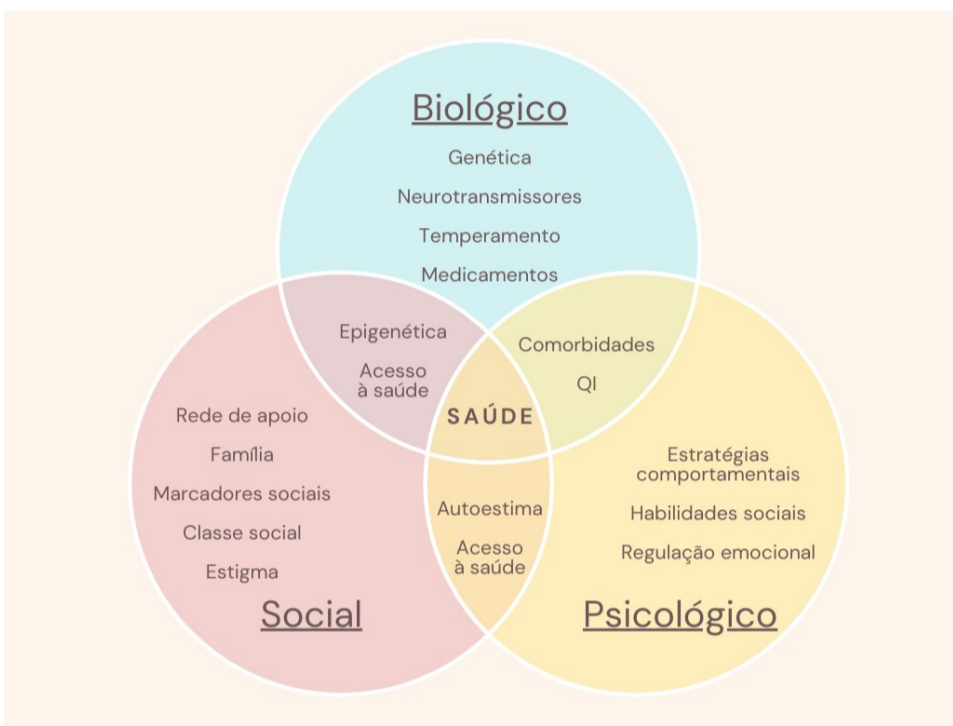 Biológico
Genética
Neurotransmissores
Temperamento
Medicamentos
Epigenética
Acesso
à saúde
Comorbidades
QI
SAÚDE
Rede de apoio
Família
Marcadores sociais
Classe social
Estigma
Social
Autoestima
Acesso
à saúde
Estratégias
comportamentais
Habilidades sociais
Regulação emocional
Psicológico